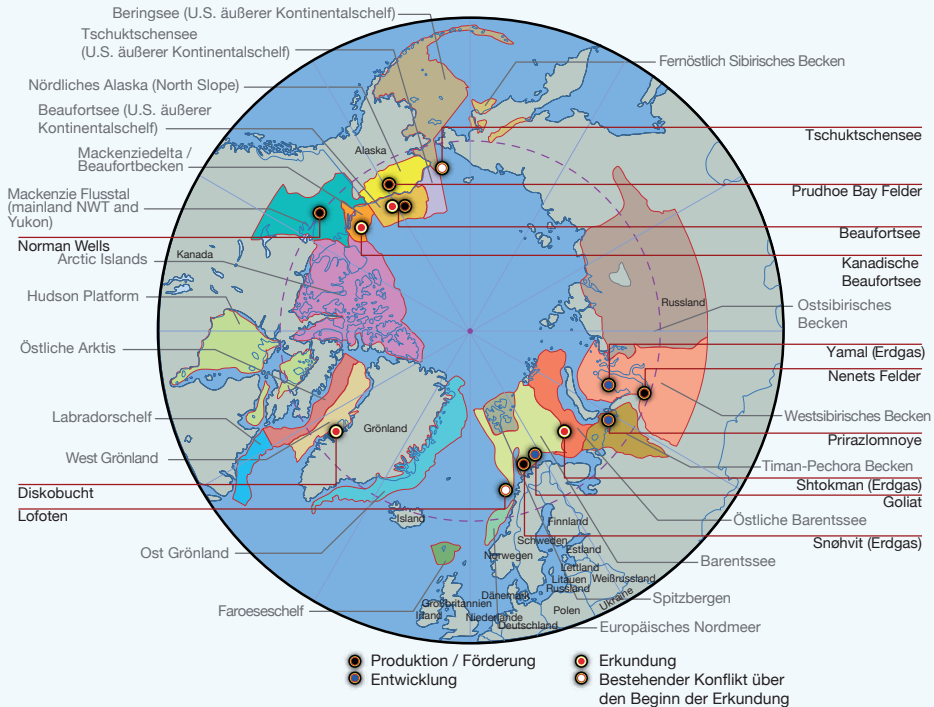 Beringsee (U.S. äußerer Kontinentalschelf)
Tschuktschensee
(U.S. äußerer Kontinentalschelf)
Nördliches Alaska (North Slope)
Beaufortsee (U.S. äußerer
Kontinentalschelf)
Mackenziedelta /
Beaufortbecken
Mackenzie Flusstal
(mainland NWT and
Yukon)
Norman Wells
Arctic Islands
Hudson Platform
Östliche Arktis
Labradorschelf
West Grönland
Diskobucht
Lofoten
Ost Grönland
Faroeseschelf
Fernöstlich Sibirisches Becken
Tschuktschensee
Prudhoe Bay Felder
Beaufortsee
Kanadische
Beaufortsee
Ostsibirisches
Becken
Yamal (Erdgas)
Nenets Felder
Westsibirisches Becken
Prirazlomnoye
Timan-Pechora Becken
Shtokman (Erdgas)
Goliat
Östliche Barentssee
Snøhvit (Erdgas)
Barentssee
Spitzbergen
Europäisches Nordmeer
Alaska
Kanada
Russland
Grönland
Island
Finnland
Schweden
Norwegen
Estland
Lettland
Litauen
Russland
Weißrussland
Dänemark
Großbritannien
Irland
Niederlande
Polen
Ukraine
Deutschland
Produktion / Förderung
Entwicklung
Erkundung
Bestehender Konflikt über
den Beginn der Erkundung